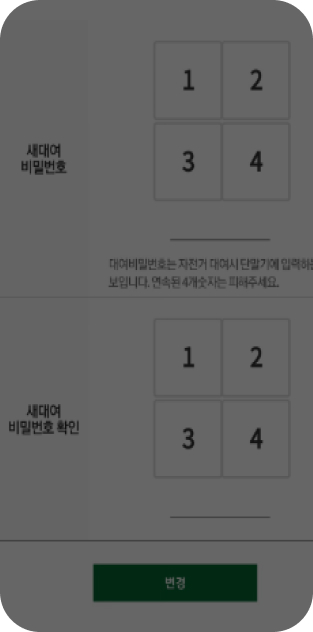 1 2
새대여
비밀번호
3 4
대여비밀번호는 자전거 대여시 단말기에 입력하는
보입니다. 연속된 4개숫자는 피해주세요.
1 2
새대여
비밀번호 확인
3 4
변경